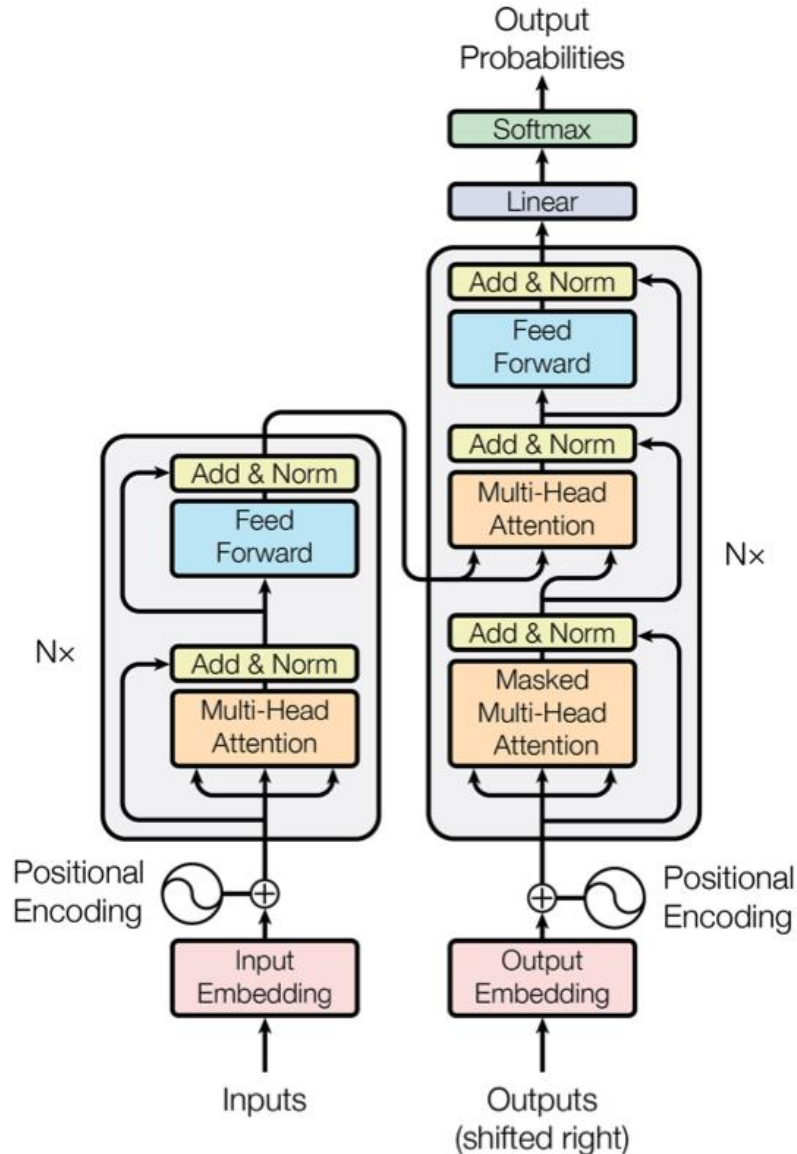 Output
Probabilities
Softmax
Linear
Add & Norm
Feed
Forward
Add & Norm
Multi-Head
Attention
Nx
Add & Norm
Masked
Multi-Head
Attention
Add & Norm
Feed
Forward
Nx
Add & Norm
Multi-Head
Attention
Positional
Encoding
Positional
Encoding
Input
Embedding
Output
Embedding
Inputs
Outputs
(shifted right)